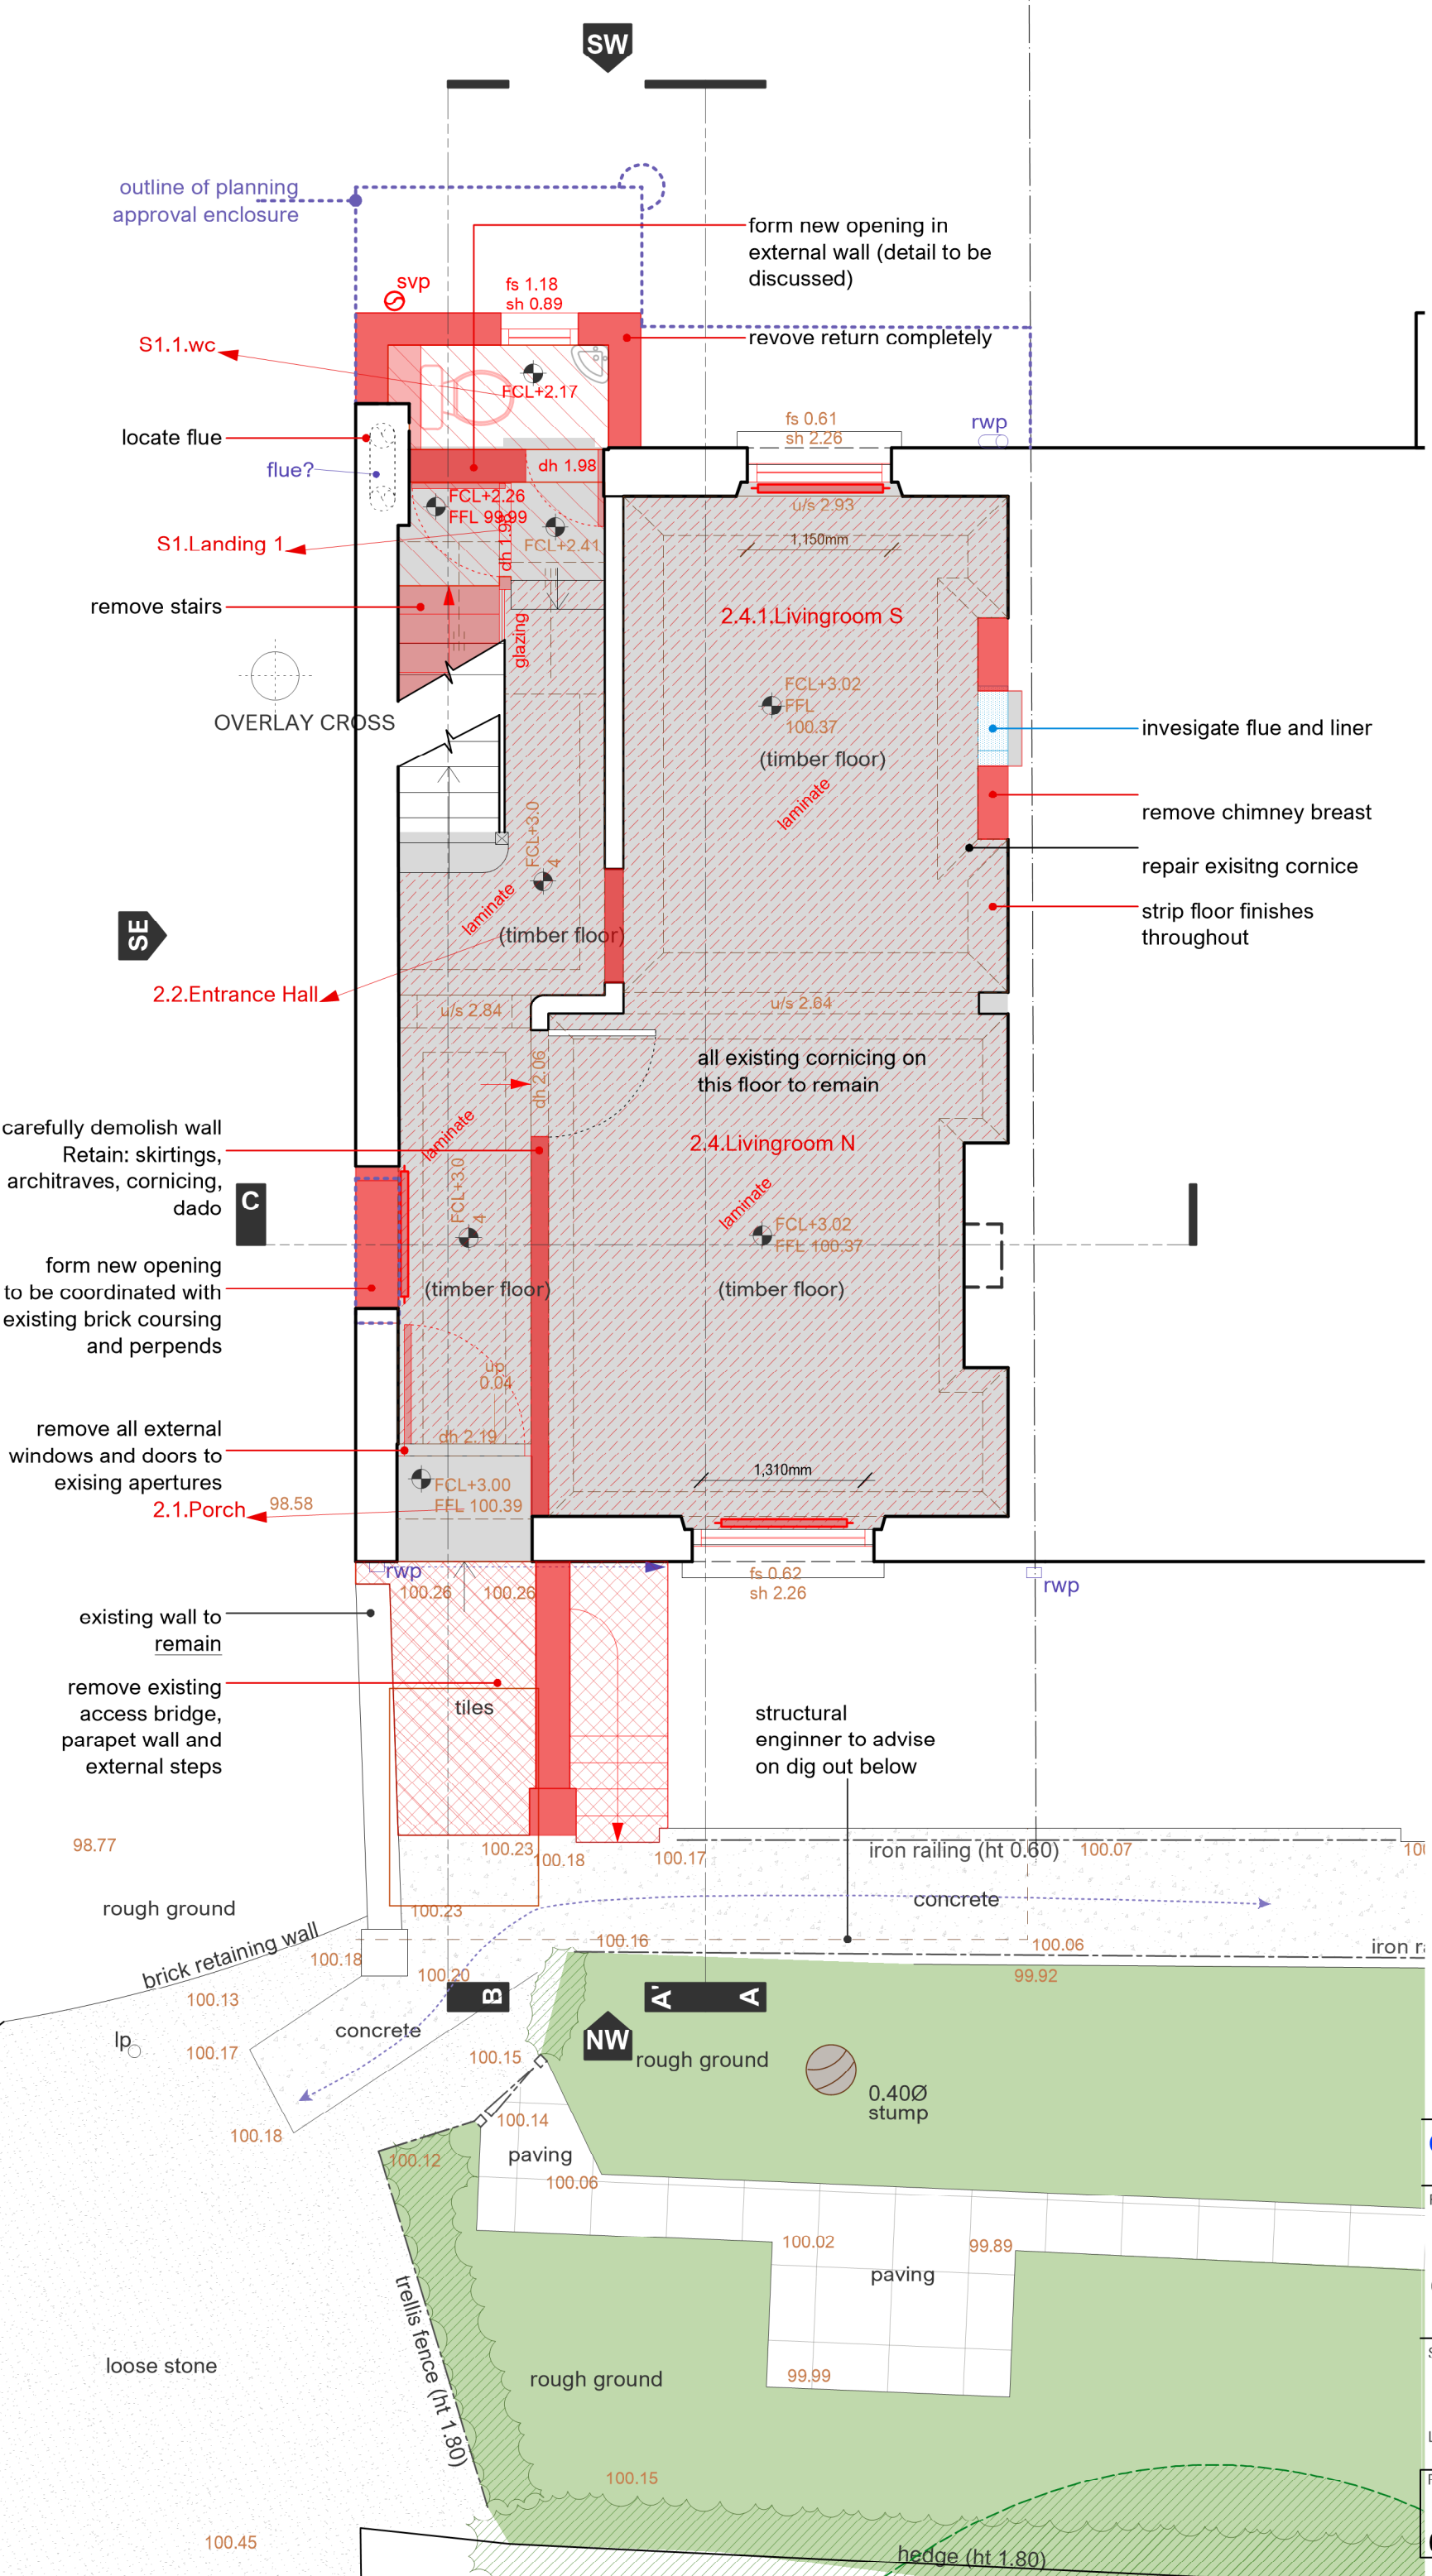 SW
outline of planning
approval enclosure
form new opening in
external wall (detail to be
discussed)
svp
fs 1.18
sh 0.89
S1.1.wc
revove return completely
FCL+2.17
fs 0.61
sh 2.26
rwp
locate flue
flue?
dh 1.98
FCL+2.26
FFL 99.99
u/s 2.93
dh 1.98
FCL+2.41
1,150mm
S1.Landing 1
remove stairs
glazing
2.4.1.Livingroom S
FCL+3.02
FFL
100.37
(timber floor)
laminate
OVERLAY CROSS
invesigate flue and liner
remove chimney breast
repair exisitng cornice
strip floor finishes
throughout
FCL+3.0
4
laminate
(timber floor)
SE
2.2.Entrance Hall
u/s 2.84
u/s 2.64
all existing cornicing on
this floor to remain
dh 2.06
laminate
2.4.Livingroom N
carefully demolish wall
Retain: skirtings,
architraves, cornicing,
dado
C
FCL+3.0
4
laminate
FCL+3.02
FFL 100.37
form new opening
to be coordinated with
existing brick coursing
and perpends
(timber floor)
(timber floor)
up
0.04
dh 2.19
remove all external
windows and doors to
exising apertures
1,310mm
FCL+3.00
FFL 100.39
2.1.Porch
98.58
rwp
100.26
100.26
fs 0.62
sh 2.26
rwp
existing wall to
remain
remove existing
access bridge,
parapet wall and
external steps
tiles
structural
enginner to advise
on dig out below
98.77
100.23
100.18
100.17
iron railing (ht 0.60)
100.07
rough ground
100.23
concrete
brick retaining wall
100.18
100.16
100.06
100.20
99.92
100.13
B
A'
A
lp
concrete
100.17
NW
rough ground
100.15
0.40Ø
stump
100.14
100.18
paving
100.12
100.06
100.02
99.89
paving
trellis fence (ht 1.80)
loose stone
rough ground
99.99
100.15
100.45
hedge (ht 1.80)